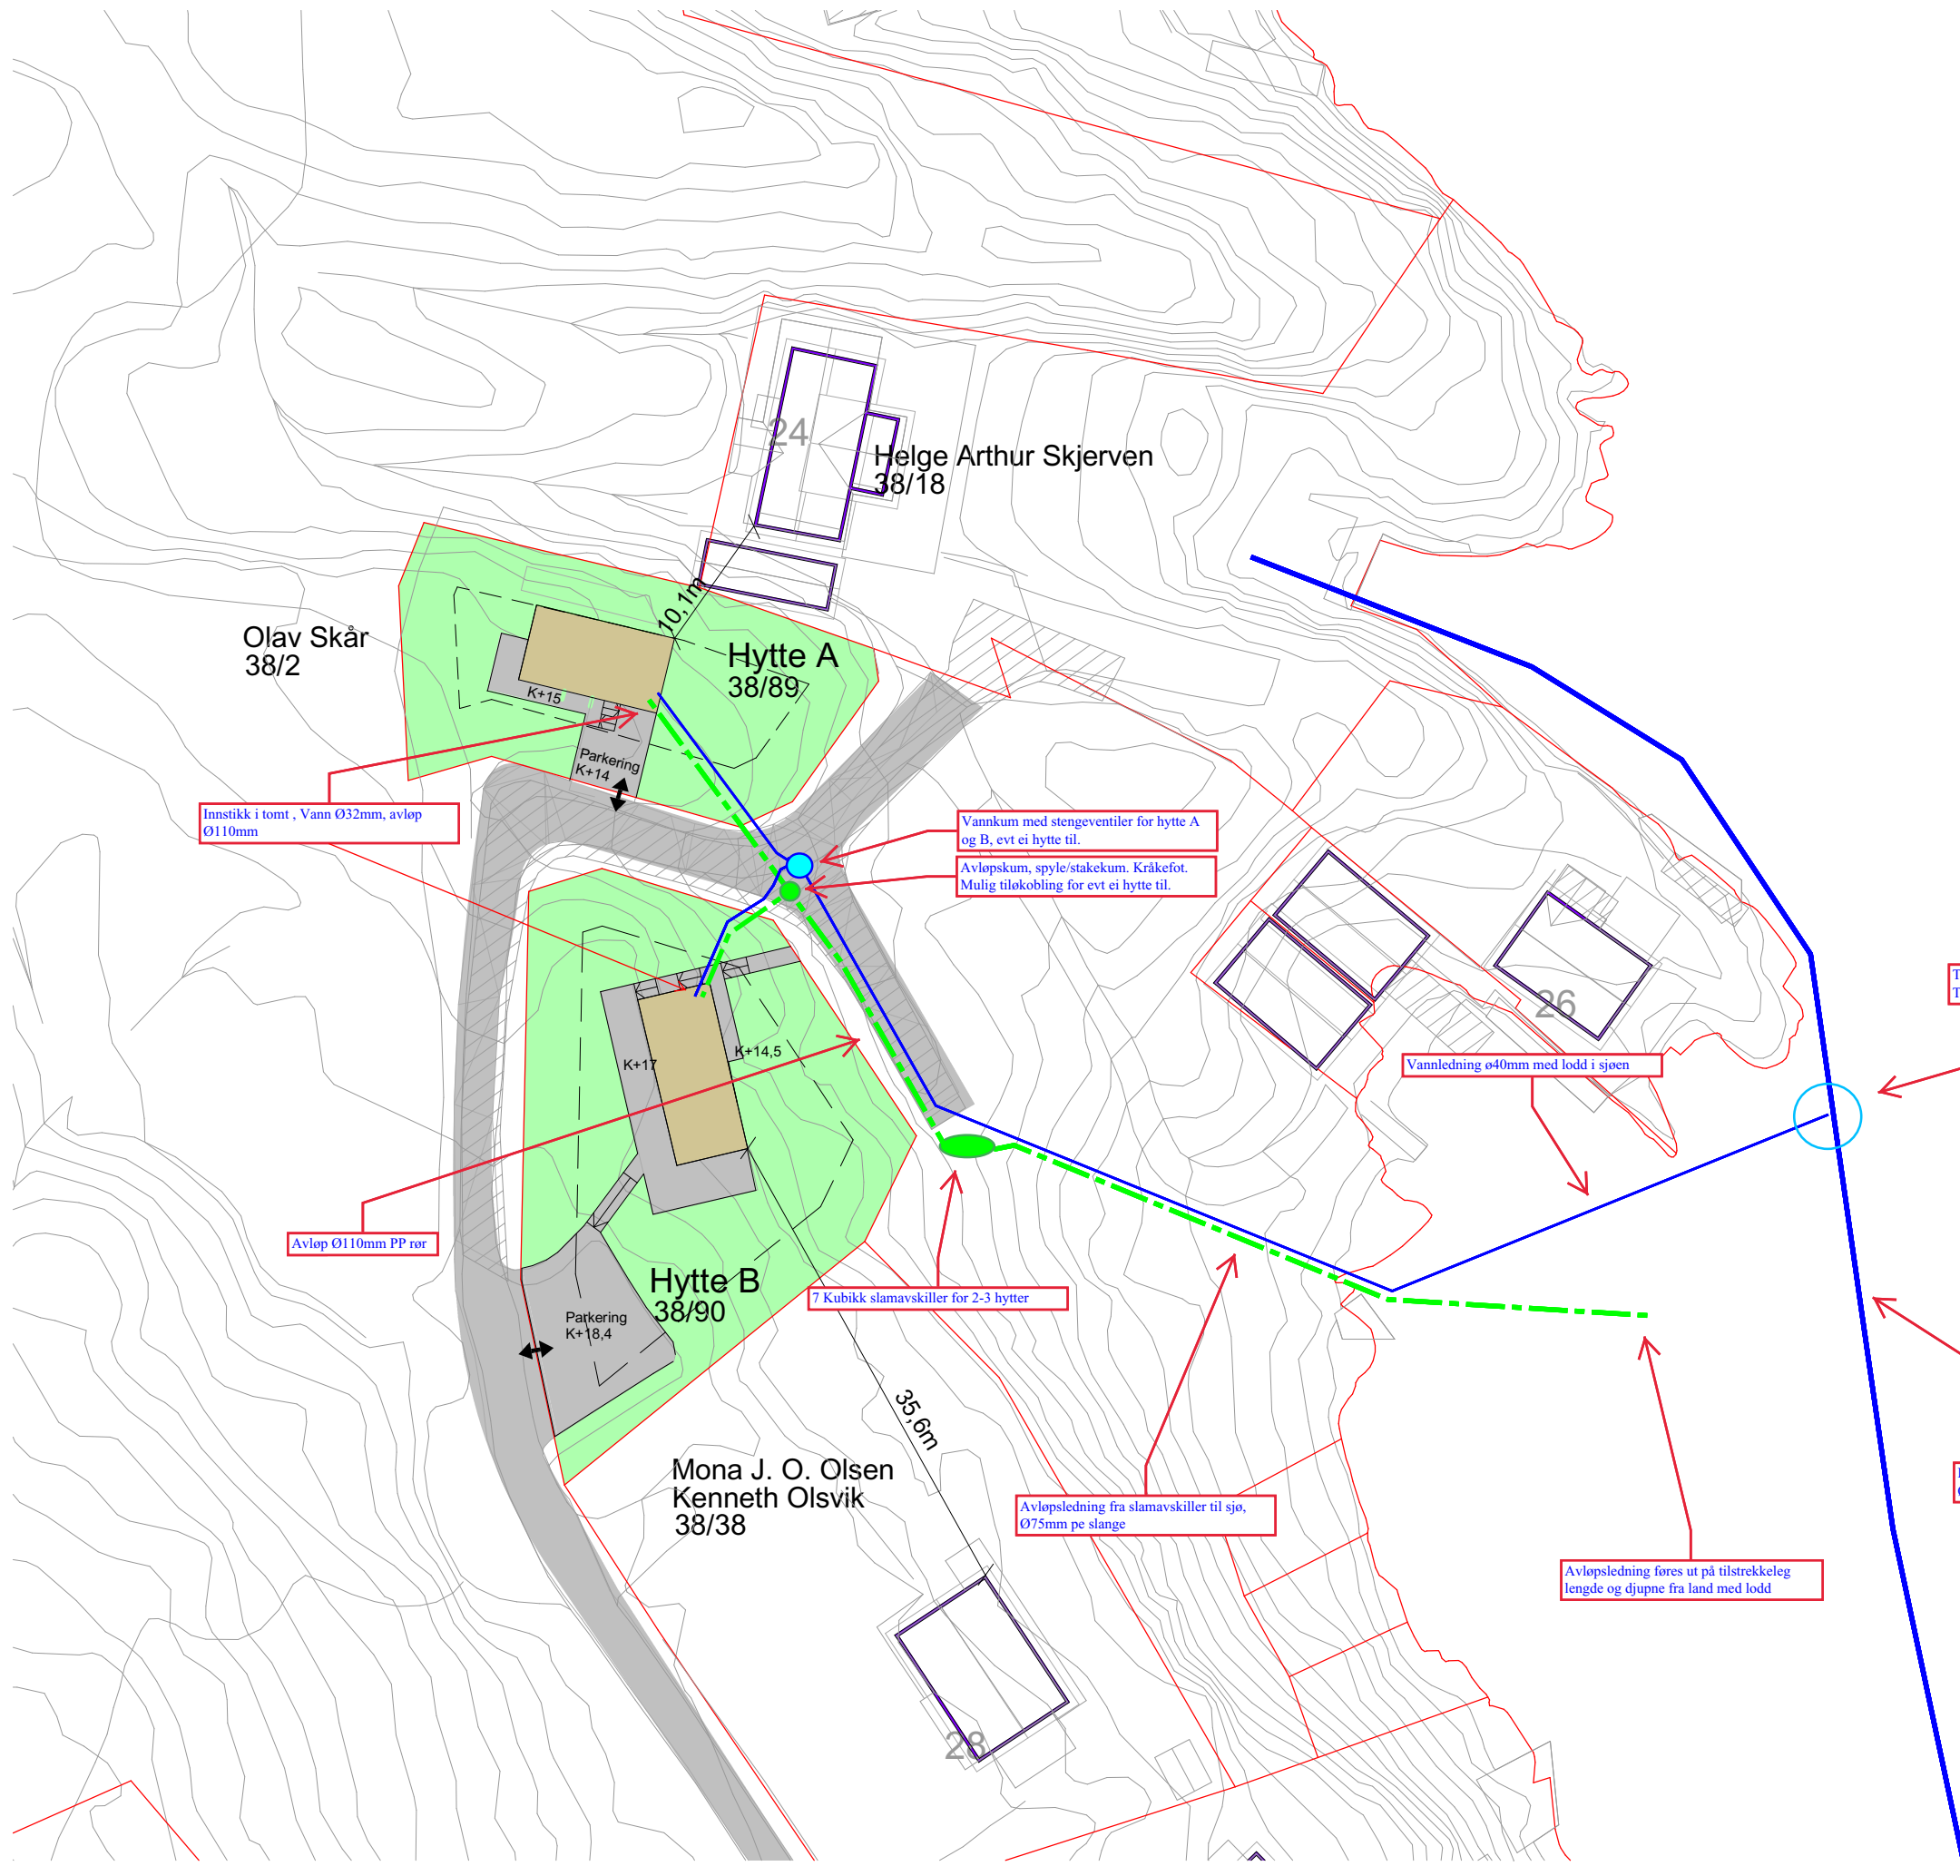 24
Helge Arthur Skjerven
38/18
10,1m
Olav Skår
38/2
Hytte A
38/89
K+15
Parkering
K+14
Innstikk i tomt , Vann Ø32mm, avløp
Ø110mm
Vannkum med stengeventiler for hytte A
og B, evt ei hytte til.
Avløpskum, spyle/stakekum. Kråkefot.
Mulig tiløkobling for evt ei hytte til.
26
K+17
K+14,5
Vannledning ø40mm med lodd i sjøen
Avløp Ø110mm PP rør
Hytte B
38/90
7 Kubikk slamavskiller for 2-3 hytter
Parkering
K+18,4
35,6m
Mona J. O. Olsen
Kenneth Olsvik
38/38
Avløpsledning fra slamavskiller til sjø,
Ø75mm pe slange
Avløpsledning føres ut på tilstrekkeleg
lengde og djupne fra land med lodd
28